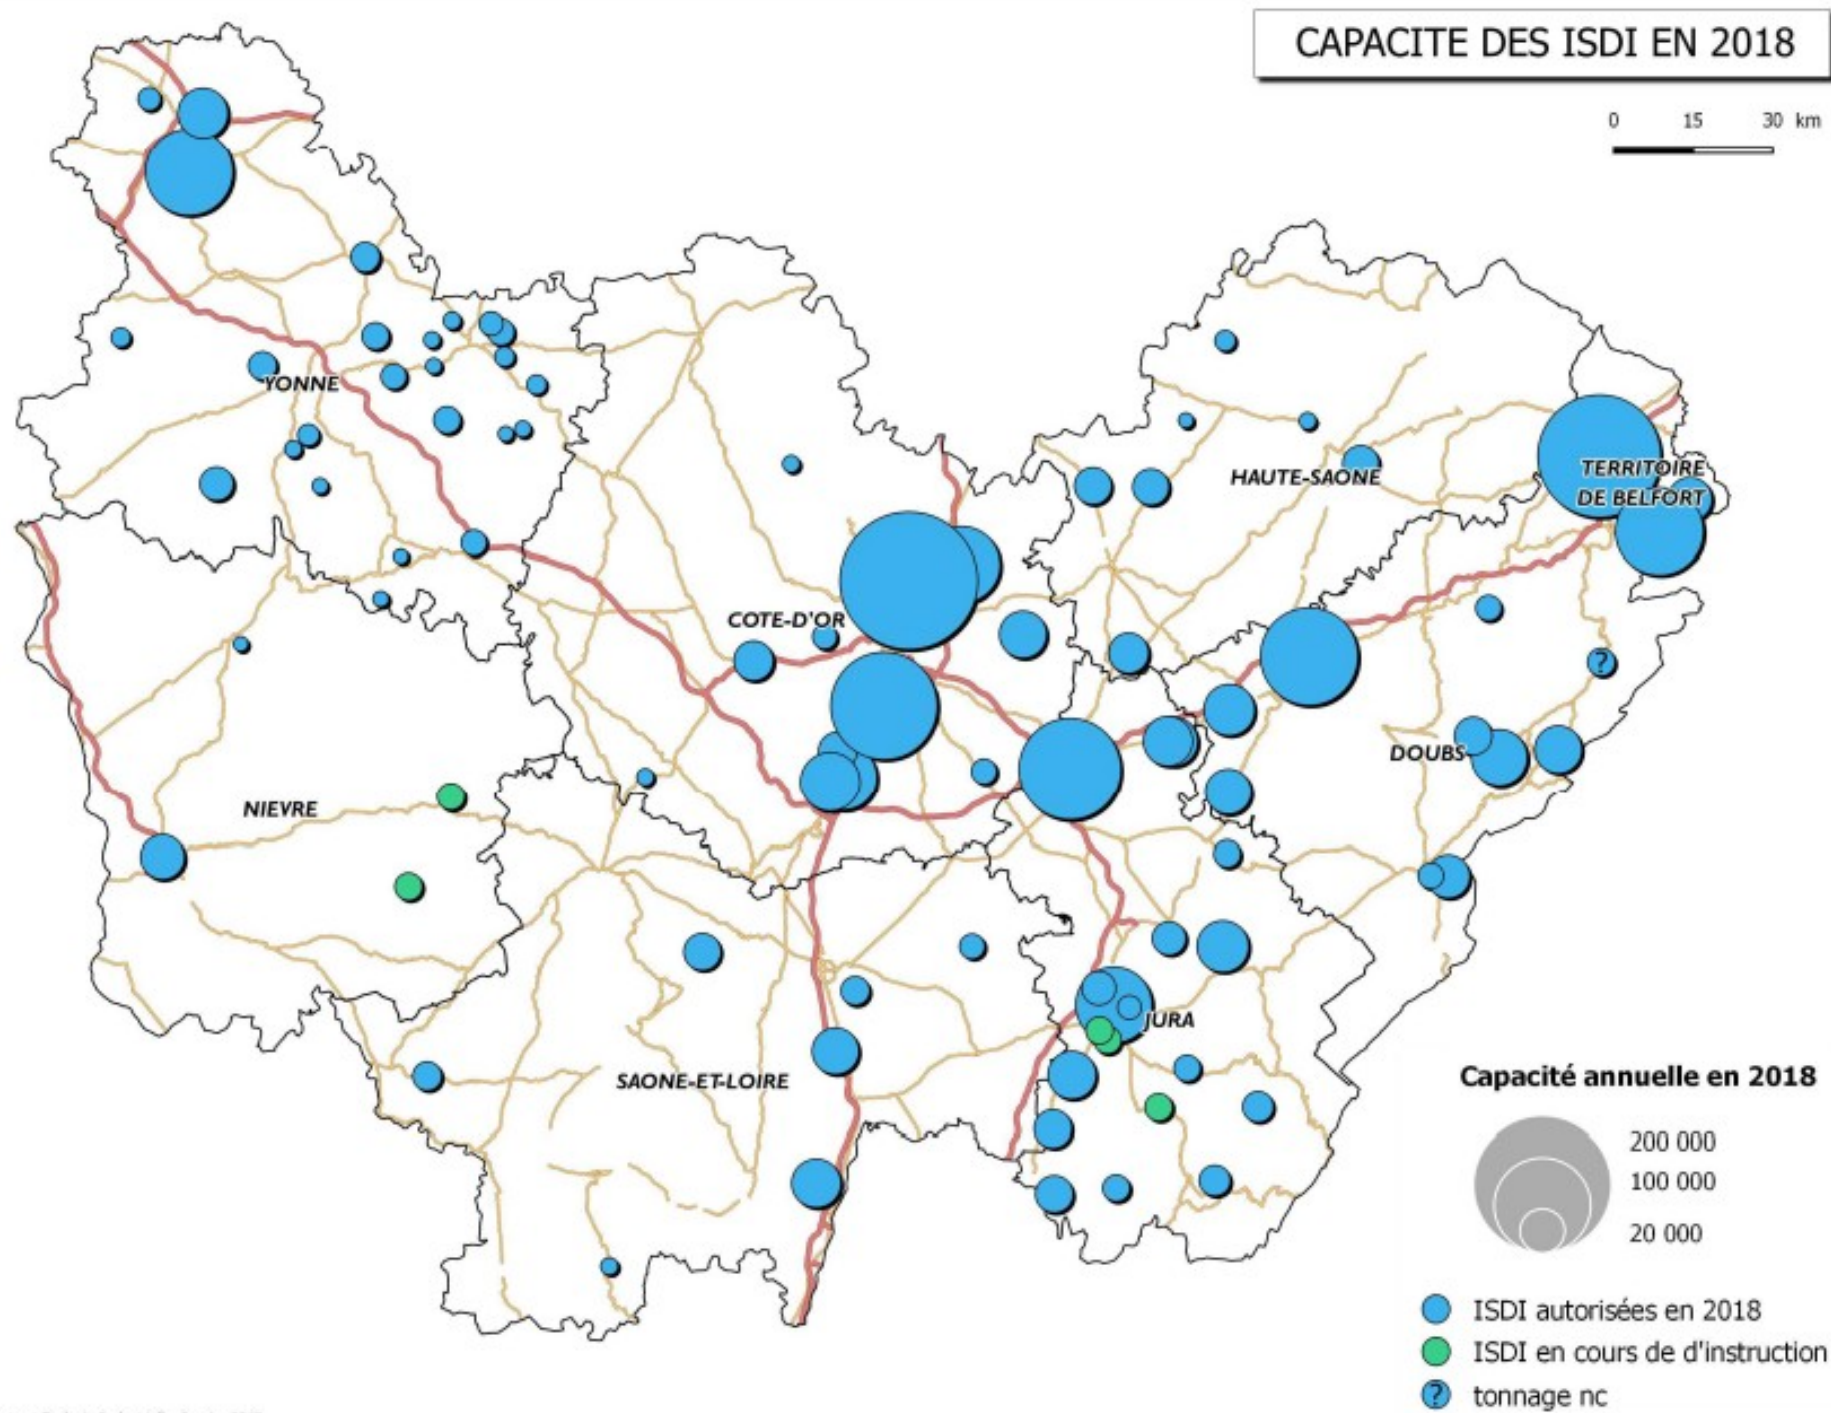 CAPACITE DES ISDI EN 2018
0 15 30 km
YONNE
HAUTE-SAONE
TERRITOIRE
DE BELFORT
COTE-D'OR
?
DOUBS
NIEVRE
JURA
SAONE-ET-LOIRE
Capacité annuelle en 2018
200 000
100 000
20 000
ISDI autorisées en 2018
ISDI en cours de d'instruction
? tonnage nc